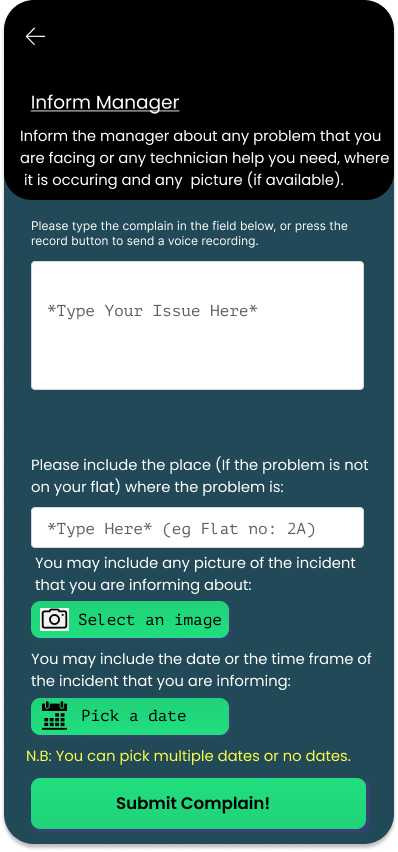 Inform Manager
Inform the manager about any problem that you
are facing or any technician help you need, where
it is occuring and any picture (if available).
Please type the complain in the field below, or press the
record button to send a voice recording.
*Type Your Issue Here*
Please include the place (If the problem is not
on your flat) where the problem is:
*Type Here* (eg Flat no: 2A)
You may include any picture of the incident
that you are informing about:
Select an image
You may include the date or the time frame of
the incident that you are informing:
Pick a date
N.B: You can pick multiple dates or no dates.
Submit Complain!